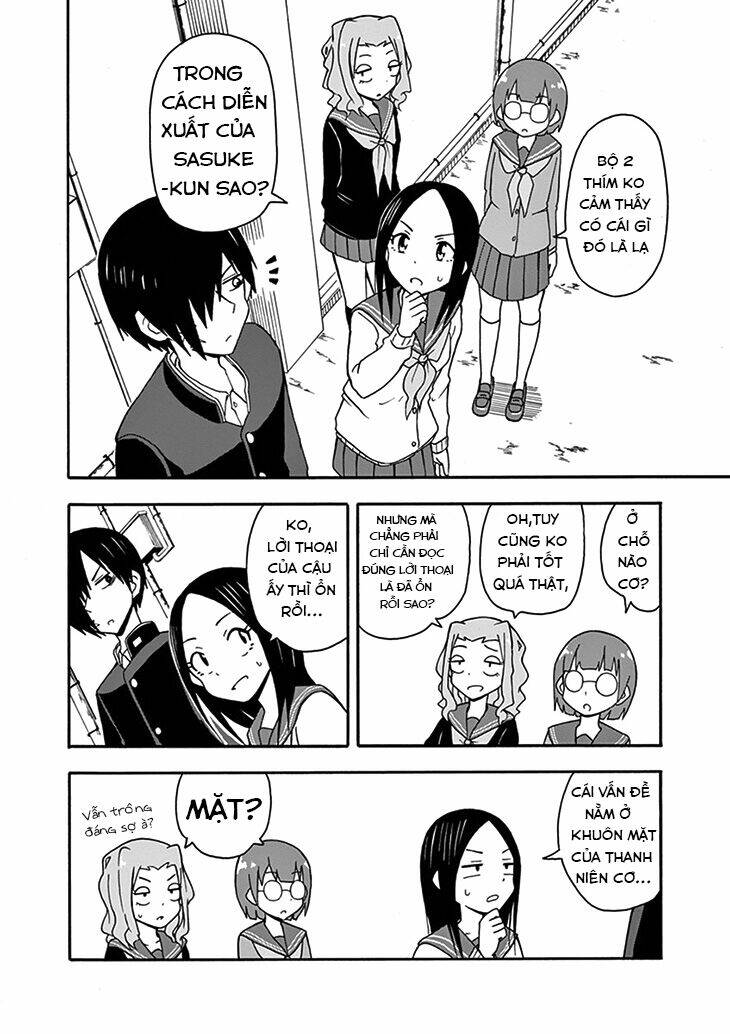 BỘ 2
THÍM KO
CẢM THẤY
CÓ CÁI GÌ
ĐÓ LÀ LẠ
TRONG
CÁCH DIỄN
XUẤT CỦA
SASUKE
-KUN SAO?
Ở
CHỖ
NÀO
CƠ?
OH,TUY
CŨNG KO
PHẢI TỐT
QUÁ THẬT,
NHƯNG MÀ
CHẲNG PHẢI
CHỈ CẦN ĐỌC
ĐÚNG LỜI THOẠI
LÀ ĐÃ ỔN
RỒI SAO?
KO,
LỜI THOẠI
CỦA CẬU
ẤY THÌ ỔN
RỒI...
CÁI VẤN ĐỀ
NẰM Ở
KHUÔN MẶT
CỦA THANH
NIÊN CƠ...
MẶT?
Vẫn trông
đáng sợ à?